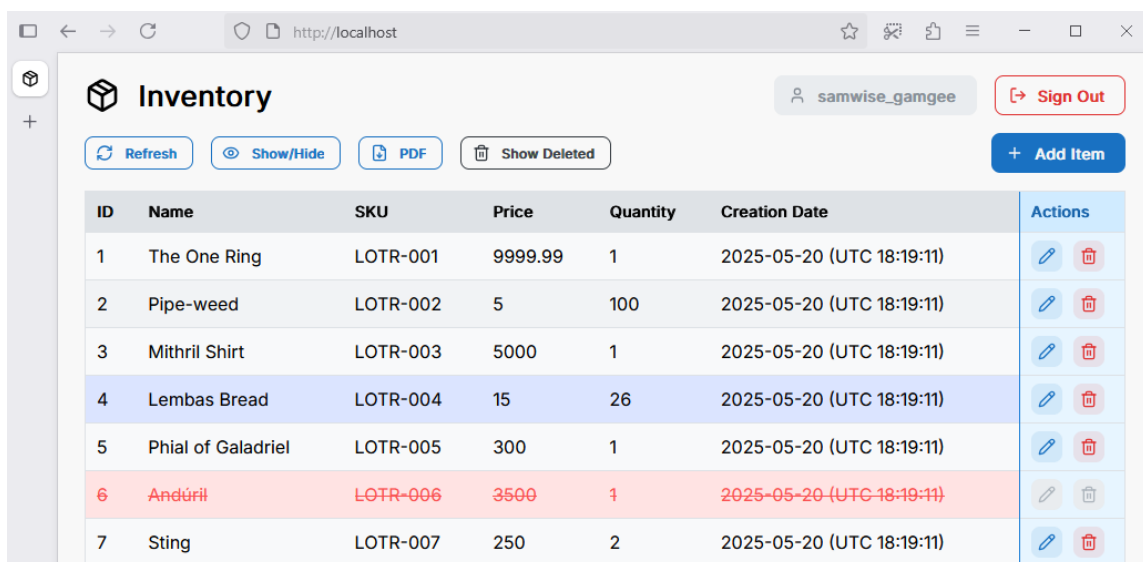 http://localhost
Inventory samwise_gamgee Sign Out
Refresh Show/Hide PDF Show Deleted + Add Item
ID Name SKU Price Quantity Creation Date Actions
1 The One Ring LOTR-001 9999.99 1 2025-05-20 (UTC 18:19:11)
2 Pipe-weed LOTR-002 5 100 2025-05-20 (UTC 18:19:11)
3 Mithril Shirt LOTR-003 5000 1 2025-05-20 (UTC 18:19:11)
4 Lembas Bread LOTR-004 15 26 2025-05-20 (UTC 18:19:11)
5 Phial of Galadriel LOTR-005 300 1 2025-05-20 (UTC 18:19:11)
6 Andúril LOTR-006 3500 1 2025-05-20 (UTC 18:19:11)
7 Sting LOTR-007 250 2 2025-05-20 (UTC 18:19:11)